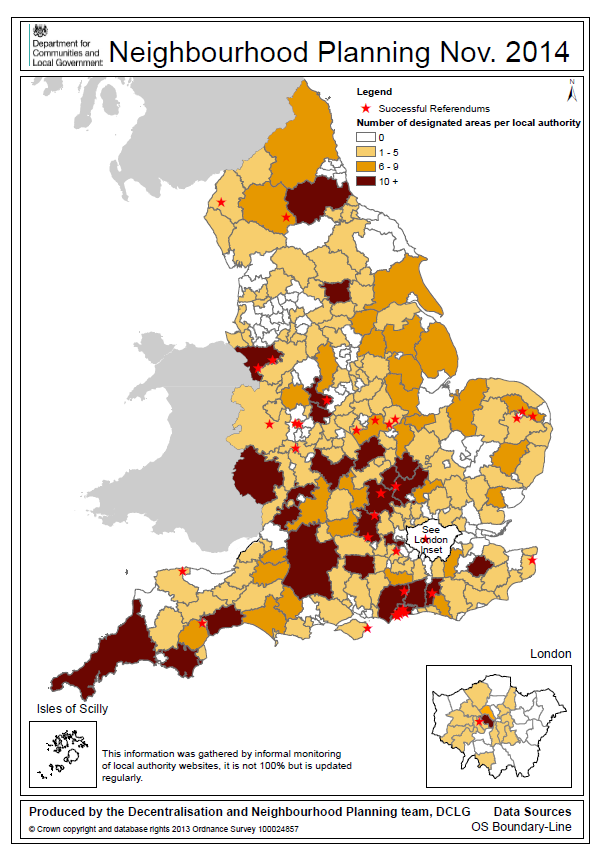 Department for
Communities and
Local Government
Neighbourhood Planning Nov. 2014
N
Legend
Successful Referendums
Number of designated areas per local authority
0
1 - 5
6 - 9
10 +
See
London
Inset
London
Isles of Scilly
This information was gathered by informal monitoring
of local authority websites, it is not 100% but is updated
regularly.
Produced by the Decentralisation and Neighbourhood Planning team, DCLG
Data Sources
© Crown copyright and database rights 2013 Ordnance Survey 100024857
OS Boundary-Line